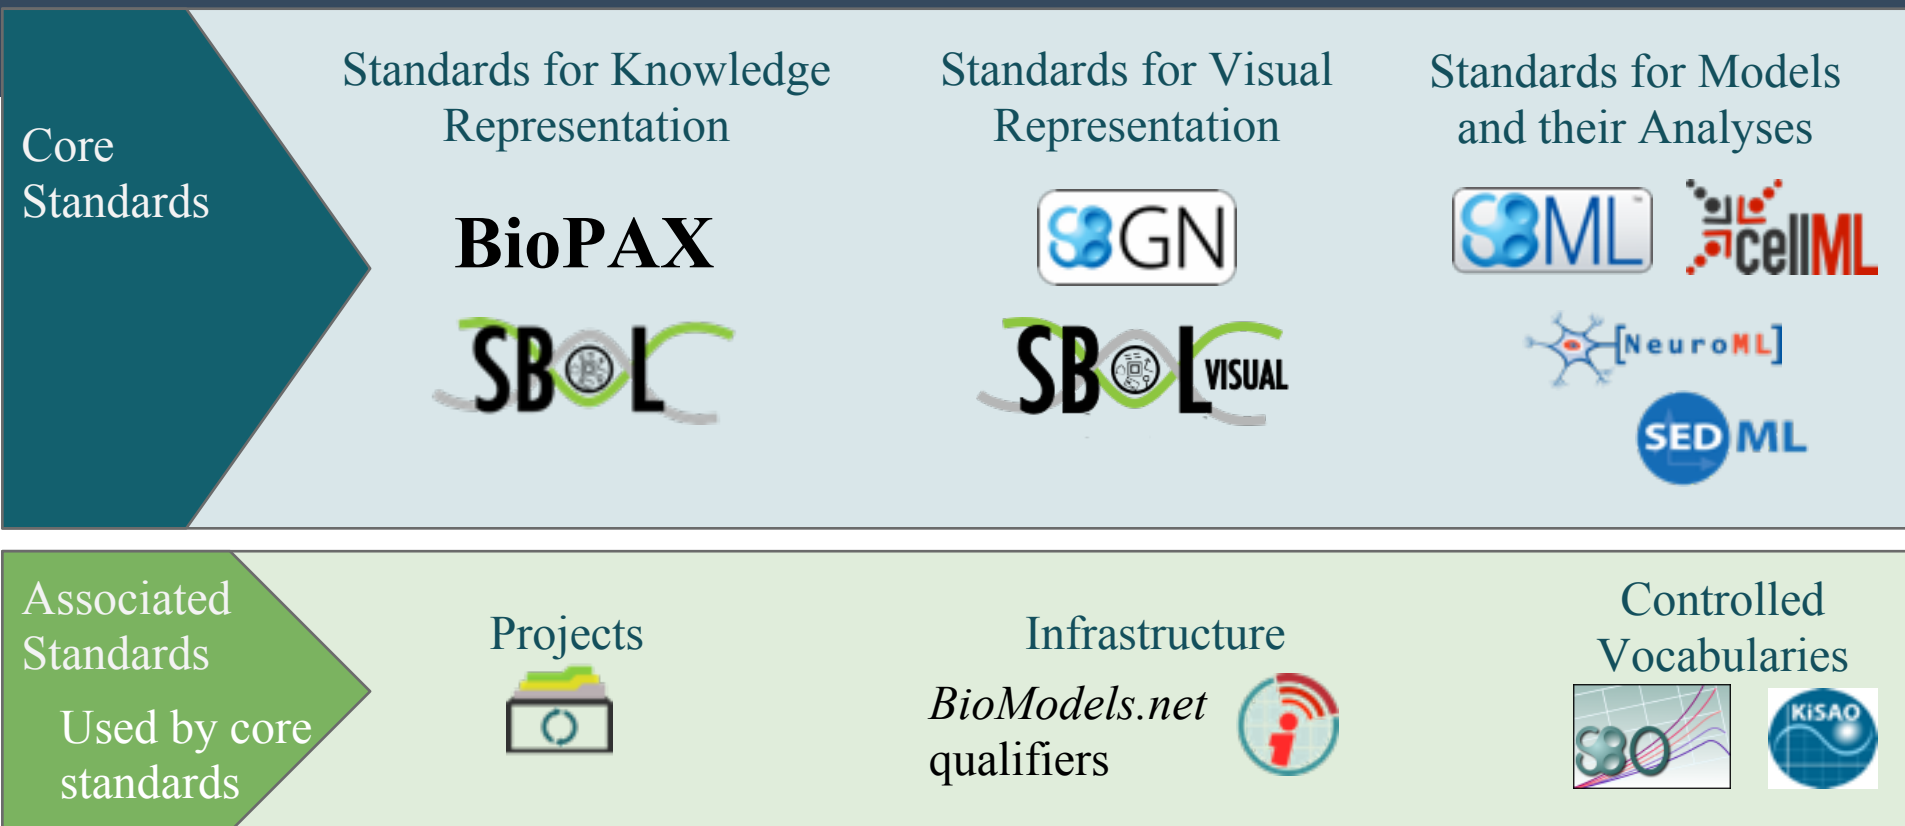 Core
Standards
Standards for Knowledge
Representation
BioPAX
SBOL
Standards for Visual
Representation
SBGN
SBOL VISUAL
Standards for Models
and their Analyses
SBML™
cellML
[NeuroML]
SED ML
Associated
Standards
Used by core
standards
Projects
Infrastructure
BioModels.net
qualifiers
i
Controlled
Vocabularies
SBO
KiSAO